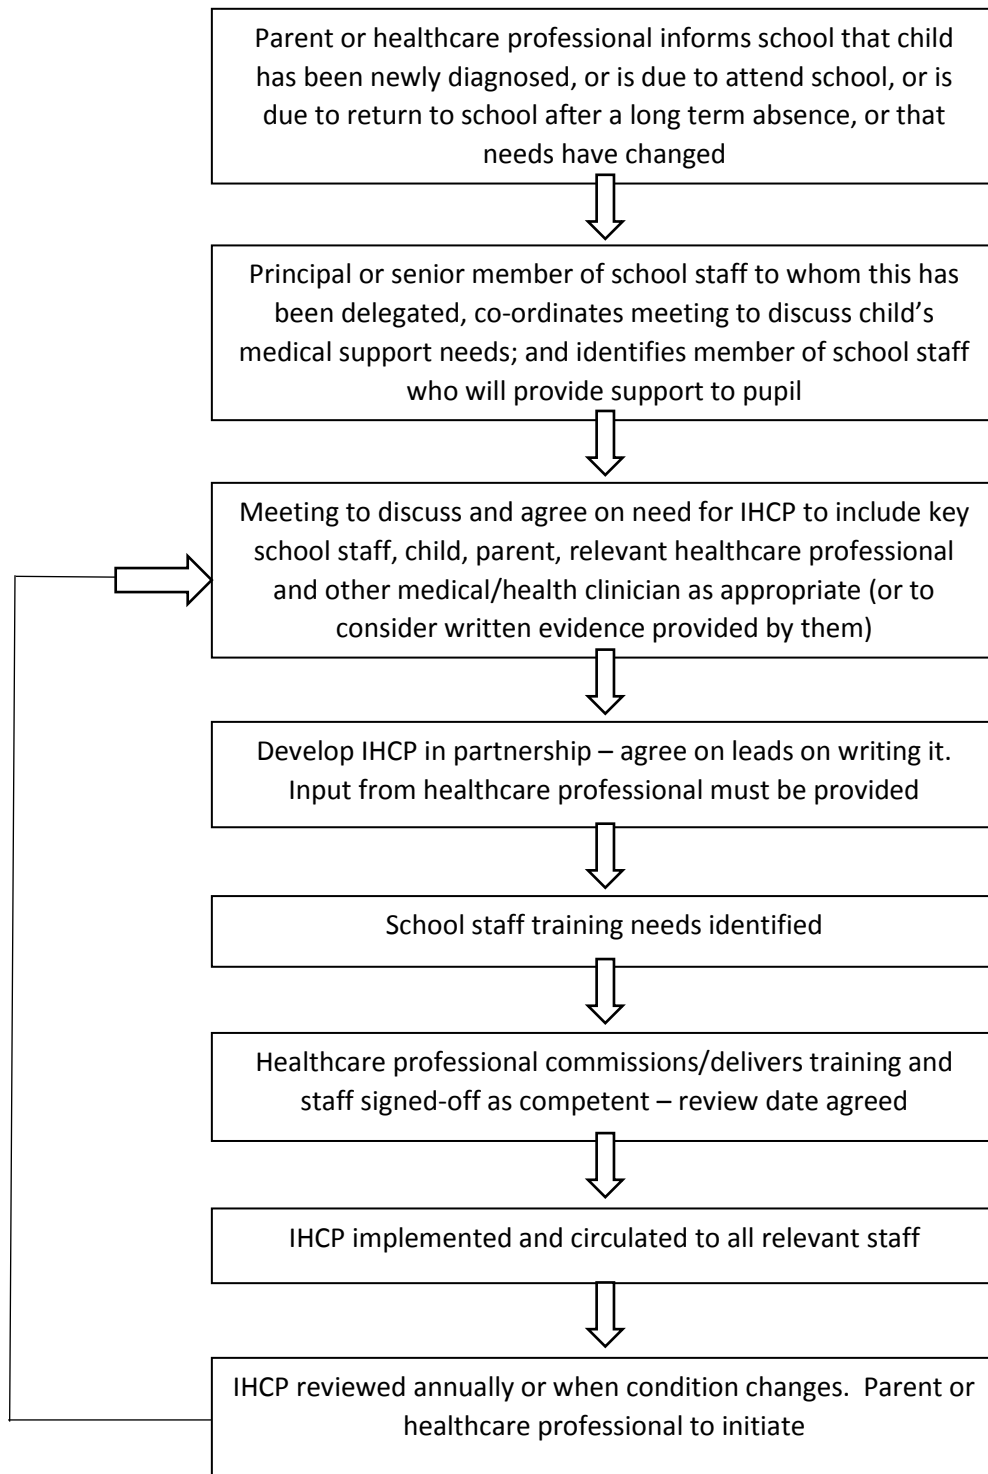 Parent or healthcare professional informs school that child
has been newly diagnosed, or is due to attend school, or is
due to return to school after a long term absence, or that
needs have changed
Principal or senior member of school staff to whom this has
been delegated, co-ordinates meeting to discuss child’s
medical support needs; and identifies member of school staff
who will provide support to pupil
Meeting to discuss and agree on need for IHCP to include key
school staff, child, parent, relevant healthcare professional
and other medical/health clinician as appropriate (or to
consider written evidence provided by them)
Develop IHCP in partnership – agree on leads on writing it.
Input from healthcare professional must be provided
School staff training needs identified
Healthcare professional commissions/delivers training and
staff signed-off as competent – review date agreed
IHCP implemented and circulated to all relevant staff
IHCP reviewed annually or when condition changes.  Parent or
healthcare professional to initiate